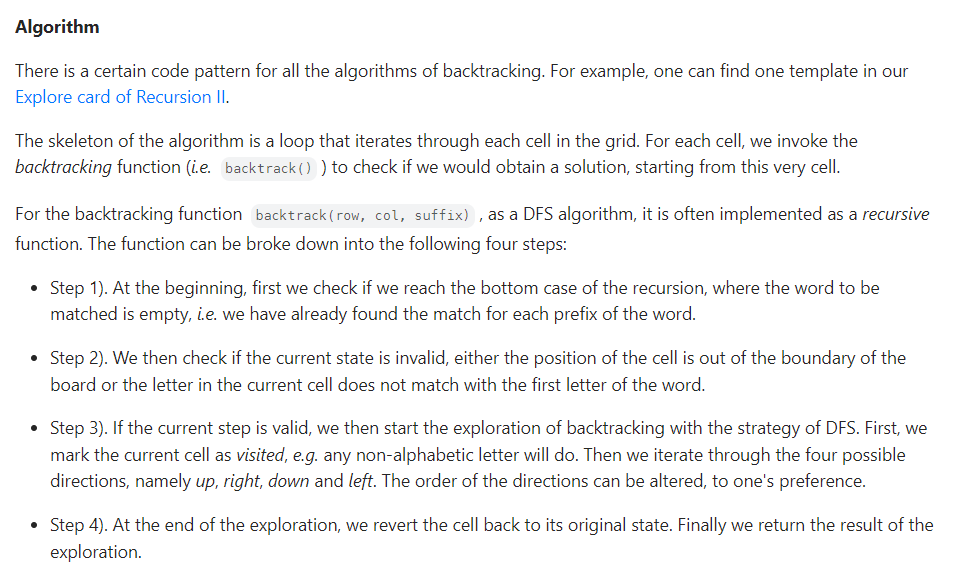 Algorithm
There is a certain code pattern for all the algorithms of backtracking. For example, one can find one template in our
Explore card of Recursion II.
The skeleton of the algorithm is a loop that iterates through each cell in the grid. For each cell, we invoke the
backtracking function (i.e. backtrack() ) to check if we would obtain a solution, starting from this very cell.
For the backtracking function backtrack(row, col, suffix) , as a DFS algorithm, it is often implemented as a recursive
function. The function can be broke down into the following four steps:
• Step 1). At the beginning, first we check if we reach the bottom case of the recursion, where the word to be
matched is empty, i.e. we have already found the match for each prefix of the word.
• Step 2). We then check if the current state is invalid, either the position of the cell is out of the boundary of the
board or the letter in the current cell does not match with the first letter of the word.
• Step 3). If the current step is valid, we then start the exploration of backtracking with the strategy of DFS. First, we
mark the current cell as visited, e.g. any non-alphabetic letter will do. Then we iterate through the four possible
directions, namely up, right, down and left. The order of the directions can be altered, to one's preference.
• Step 4). At the end of the exploration, we revert the cell back to its original state. Finally we return the result of the
exploration.